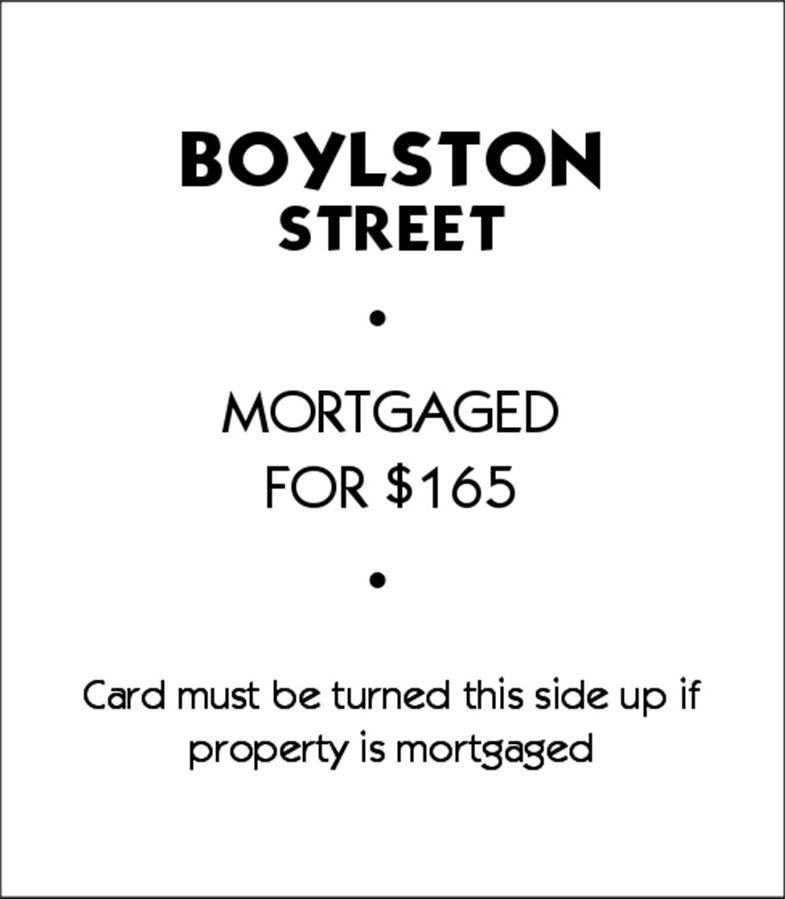 BOYLSTON
STREET
•
MORTGAGED
FOR $165
•
Card must be turned this side up if
property is mortgaged